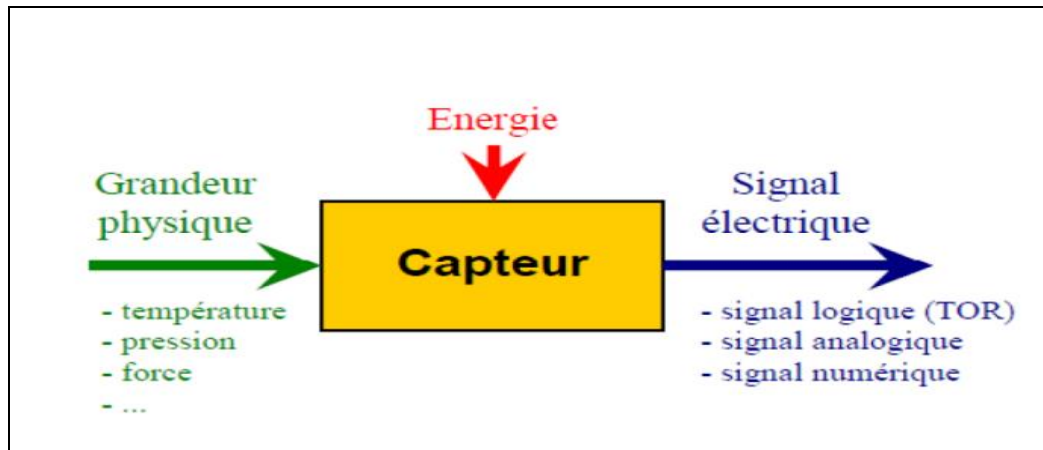 Energie
Grandeur
physique
Capteur
Signal
électrique
- température
- pression
- force
- ...
- signal logique (TOR)
- signal analogique
- signal numérique